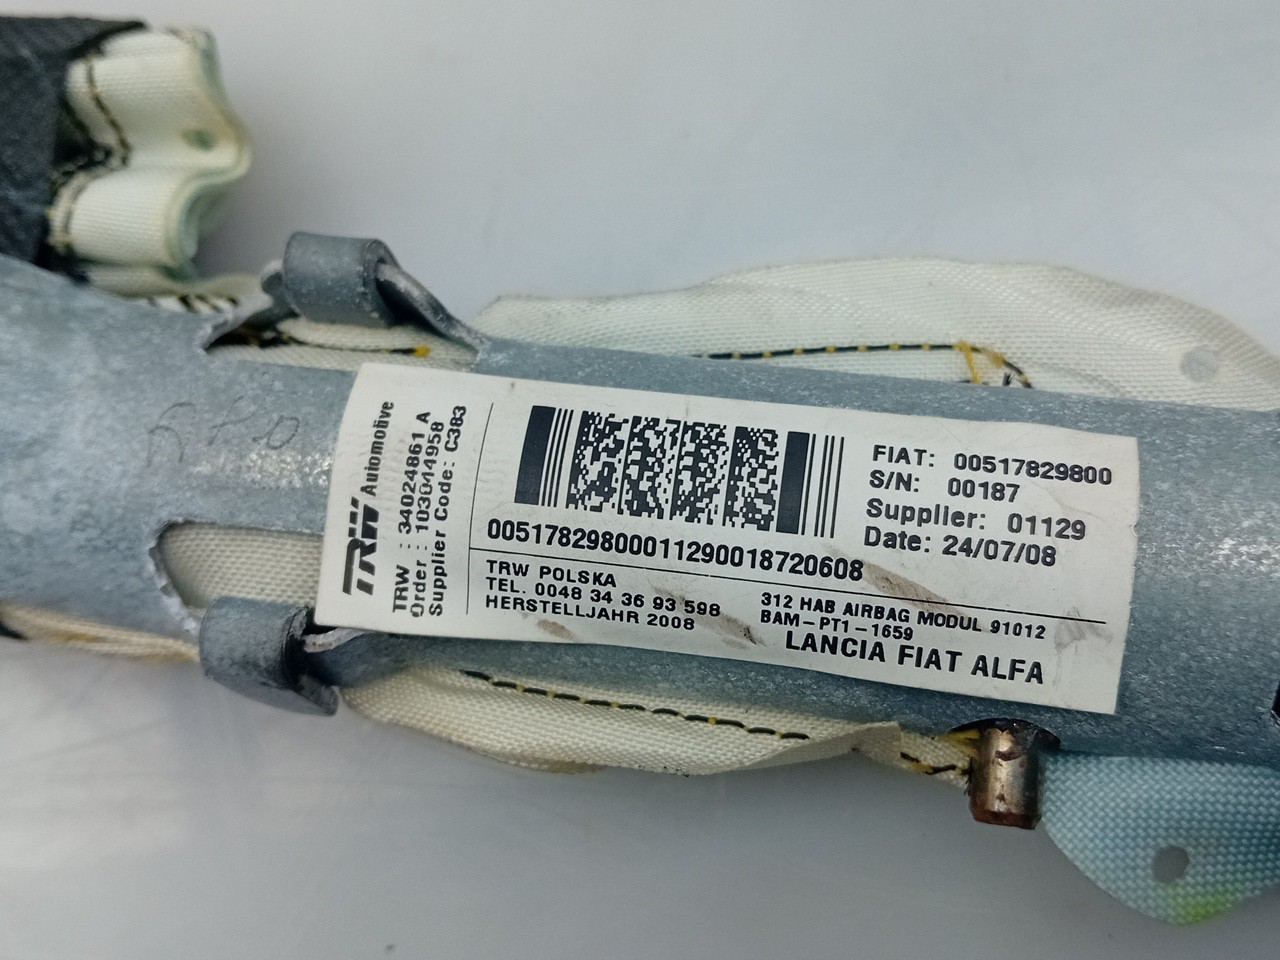 TRW Automotive
TRW : 34024861 A
Order : 103044958
Supplier Code: C383
FIAT: 00517829800
S/N: 00187
Supplier: 01129
Date: 24/07/08
00517829800011290018720608
TRW POLSKA
TEL. 0048 34 36 93 598
HERSTELLJAHR 2008
312 HAB AIRBAG MODUL 91012
BAM-PT1-1659
LANCIA FIAT ALFA